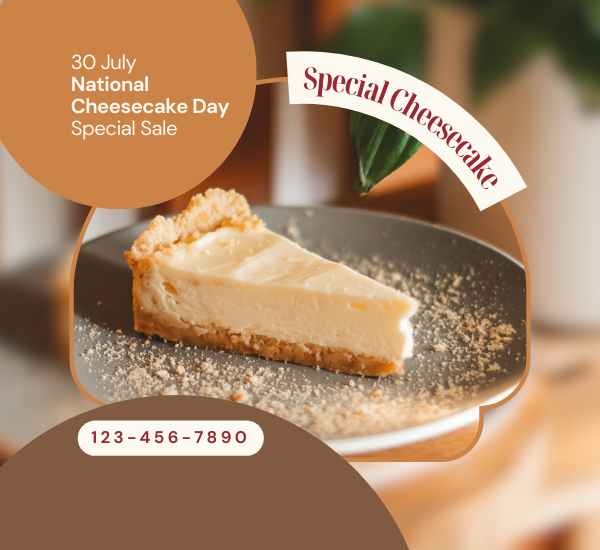 30 July
National
Cheesecake Day
Special Sale
Special Cheesecake
123-456-7890